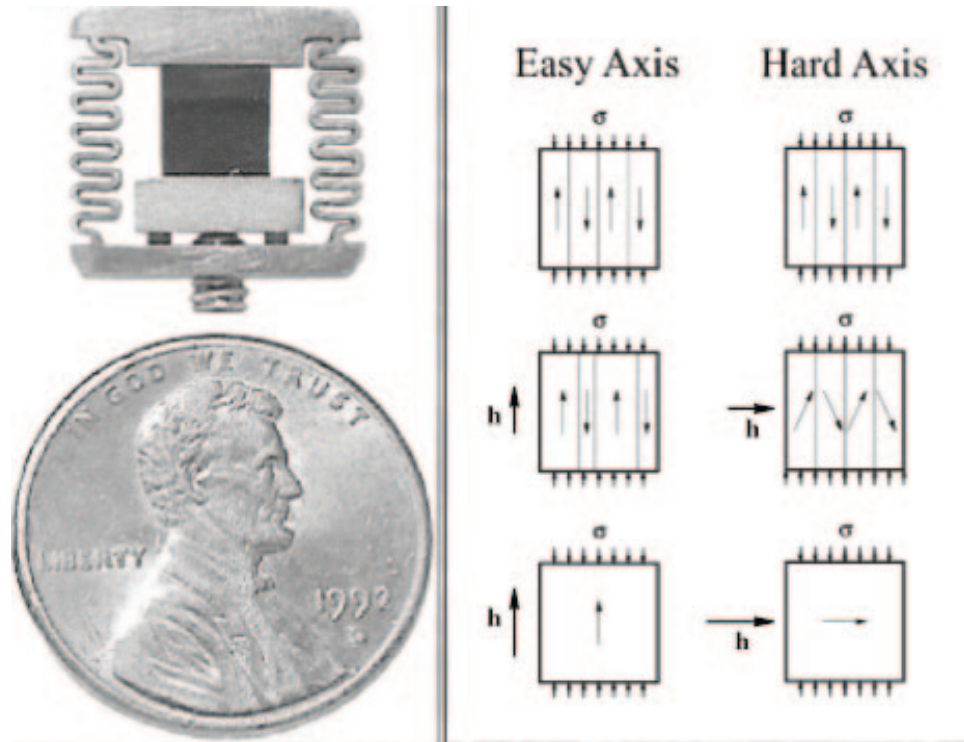 IN GOD WE TRUST
LIBERTY
Easy Axis
Hard Axis
σ
σ
σ
σ
h
h
σ
σ
h
h